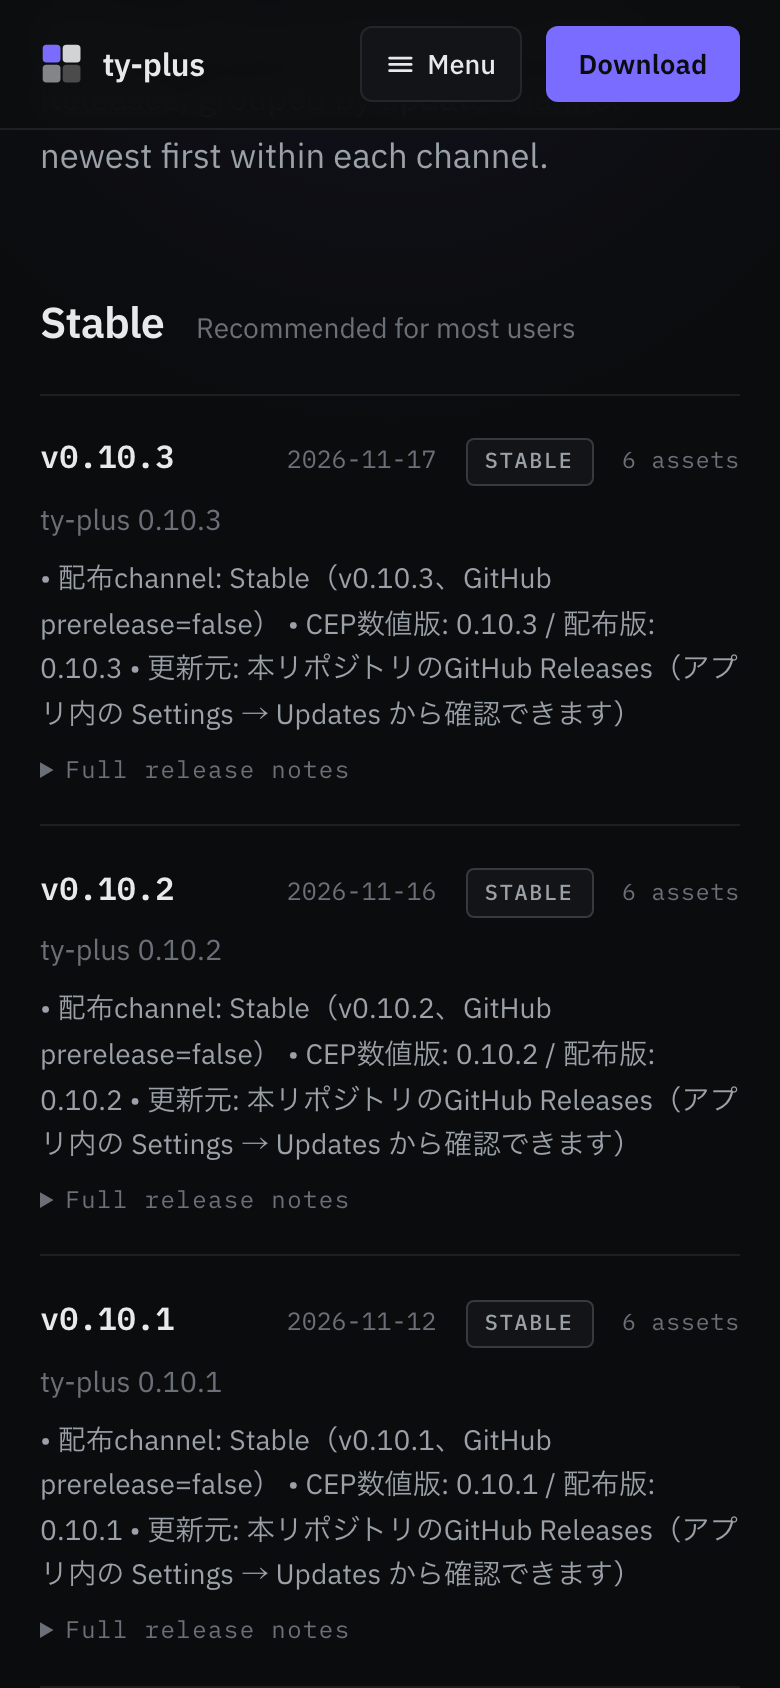 ty-plus
Menu
Download
newest first within each channel.
Stable Recommended for most users
v0.10.3 2026-11-17 STABLE 6 assets
ty-plus 0.10.3
• 配布channel: Stable（v0.10.3、GitHub
prerelease=false） • CEP数値版: 0.10.3 / 配布版:
0.10.3 • 更新元: 本リポジトリのGitHub Releases（アプ
リ内の Settings → Updates から確認できます）
▶ Full release notes
v0.10.2 2026-11-16 STABLE 6 assets
ty-plus 0.10.2
• 配布channel: Stable（v0.10.2、GitHub
prerelease=false） • CEP数値版: 0.10.2 / 配布版:
0.10.2 • 更新元: 本リポジトリのGitHub Releases（アプ
リ内の Settings → Updates から確認できます）
▶ Full release notes
v0.10.1 2026-11-12 STABLE 6 assets
ty-plus 0.10.1
• 配布channel: Stable（v0.10.1、GitHub
prerelease=false） • CEP数値版: 0.10.1 / 配布版:
0.10.1 • 更新元: 本リポジトリのGitHub Releases（アプ
リ内の Settings → Updates から確認できます）
▶ Full release notes